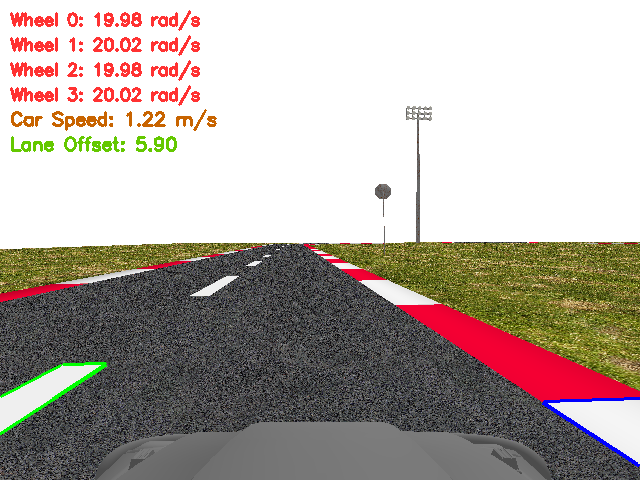 Wheel 0: 19.98 rad/s
Wheel 1: 20.02 rad/s
Wheel 2: 19.98 rad/s
Wheel 3: 20.02 rad/s
Car Speed: 1.22 m/s
Lane Offset: 5.90